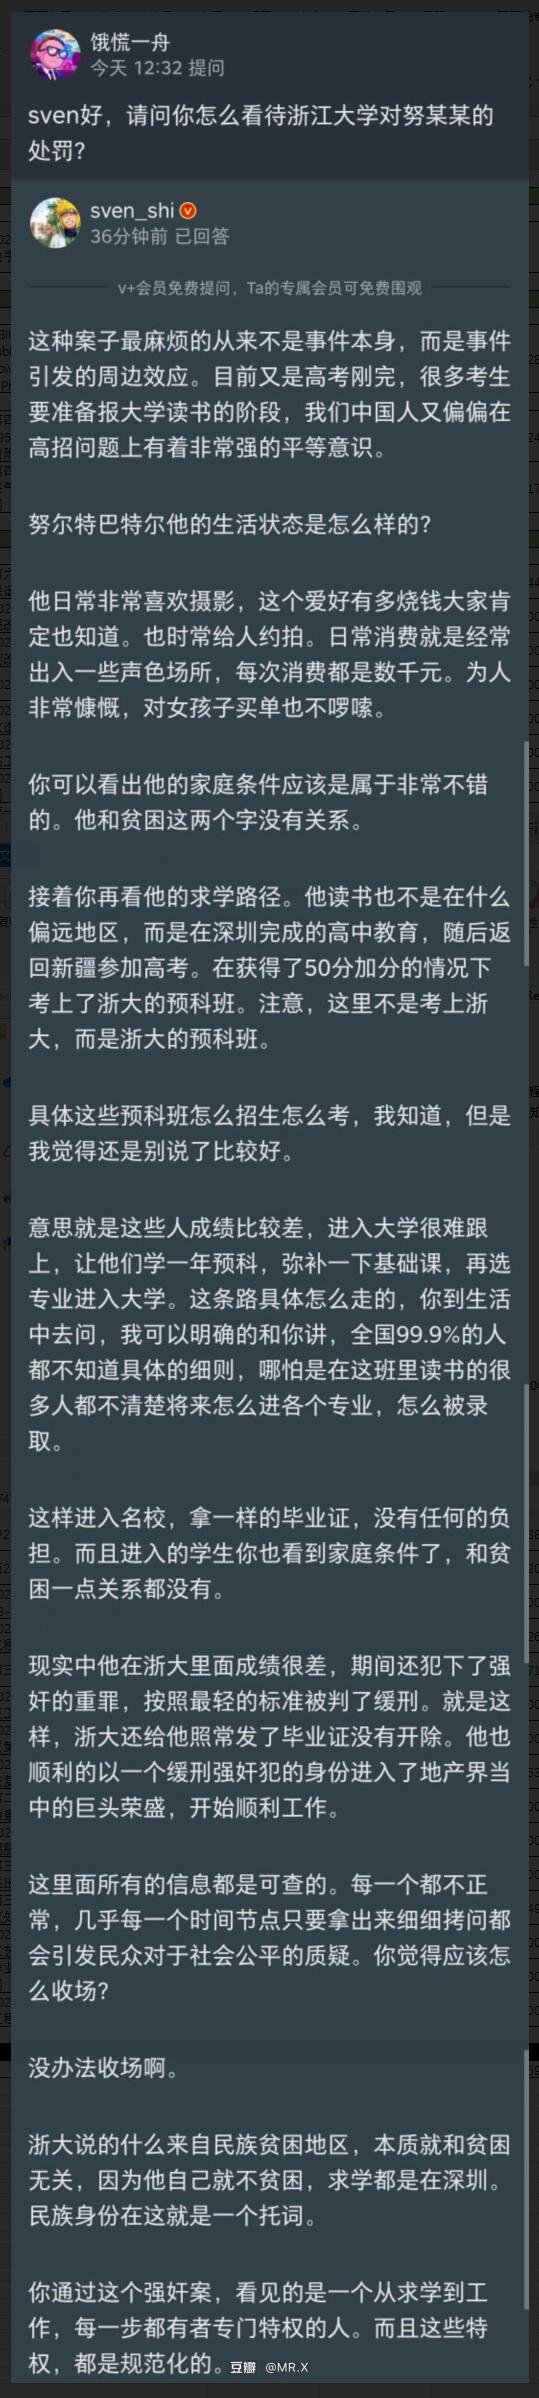 饿慌一舟
今天 12:32 提问
sven好，请问你怎么看待浙江大学对努某某的
处罚?
sven_shi
36分钟前 已回答
v+会员免费提问，Ta的专属会员可免费围观
这种案子最麻烦的从来不是事件本身，而是事件
引发的周边效应。目前又是高考刚完，很多考生
要准备报大学读书的阶段，我们中国人又偏偏在
高招问题上有着非常强的平等意识。
努尔特巴特尔他的生活状态是怎么样的?
他日常非常喜欢摄影，这个爱好有多烧钱大家肯
定也知道。也时常给人约拍。日常消费就是经常
出入一些声色场所，每次消费都是数千元。为人
非常慷慨，对女孩子买单也不啰嗦。
你可以看出他的家庭条件应该是属于非常不错
的。他和贫困这两个字没有关系。
接着你再看他的求学路径。他读书也不是在什么
偏远地区，而是在深圳完成的高中教育，随后返
回新疆参加高考。在获得了50分加分的情况下
考上了浙大的预科班。注意，这里不是考上浙
大，而是浙大的预科班。
具体这些预科班怎么招生怎么考，我知道，但是
我觉得还是别说了比较好。
意思就是这些人成绩比较差，进入大学很难跟
上，让他们学一年预科，弥补一下基础课，再选
专业进入大学。这条路具体怎么走的，你到生活
中去问，我可以明确的和你讲，全国99.9%的人
都不知道具体的细则，哪怕是在这班里读书的很
多人都不清楚将来怎么进各个专业，怎么被录
取。
这样进入名校，拿一样的毕业证，没有任何的负
担。而且进入的学生你也看到家庭条件了，和贫
困一点关系都没有。
现实中他在浙大里面成绩很差，期间还犯下了强
奸的重罪，按照最轻的标准被判了缓刑。就是这
样，浙大还给他照常发了毕业证没有开除。他也
顺利的以一个缓刑强奸犯的身份进入了地产界当
中的巨头荣盛，开始顺利工作。
这里面所有的信息都是可查的。每一个都不正
常，几乎每一个时间节点只要拿出来细细拷问都
会引发民众对于社会公平的质疑。你觉得应该怎
么收场?
没办法收场啊。
浙大说的什么来自民族贫困地区，本质就和贫困
无关，因为他自己就不贫困，求学都是在深圳。
民族身份在这就是一个托词。
你通过这个强奸案，看见的是一个从求学到工
作，每一步都有者专门特权的人。而且这些特
权，都是规范化的。
豆瓣 @MR.X